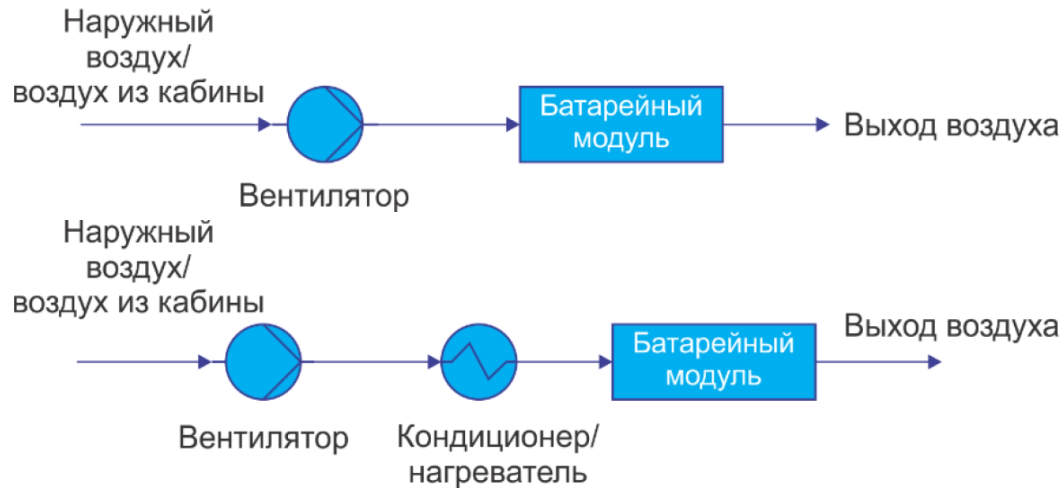 Наружный
воздух/
воздух из кабины
Батарейный
модуль
Выход воздуха
Вентилятор
Наружный
воздух/
воздух из кабины
Батарейный
модуль
Выход воздуха
Вентилятор
Кондиционер/
нагреватель